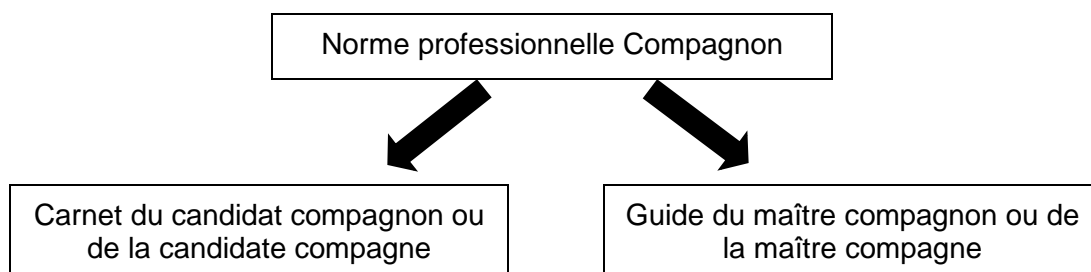 Norme professionnelle Compagnon
Carnet du candidat compagnon ou
de la candidate compagne
Guide du maître compagnon ou de
la maître compagne